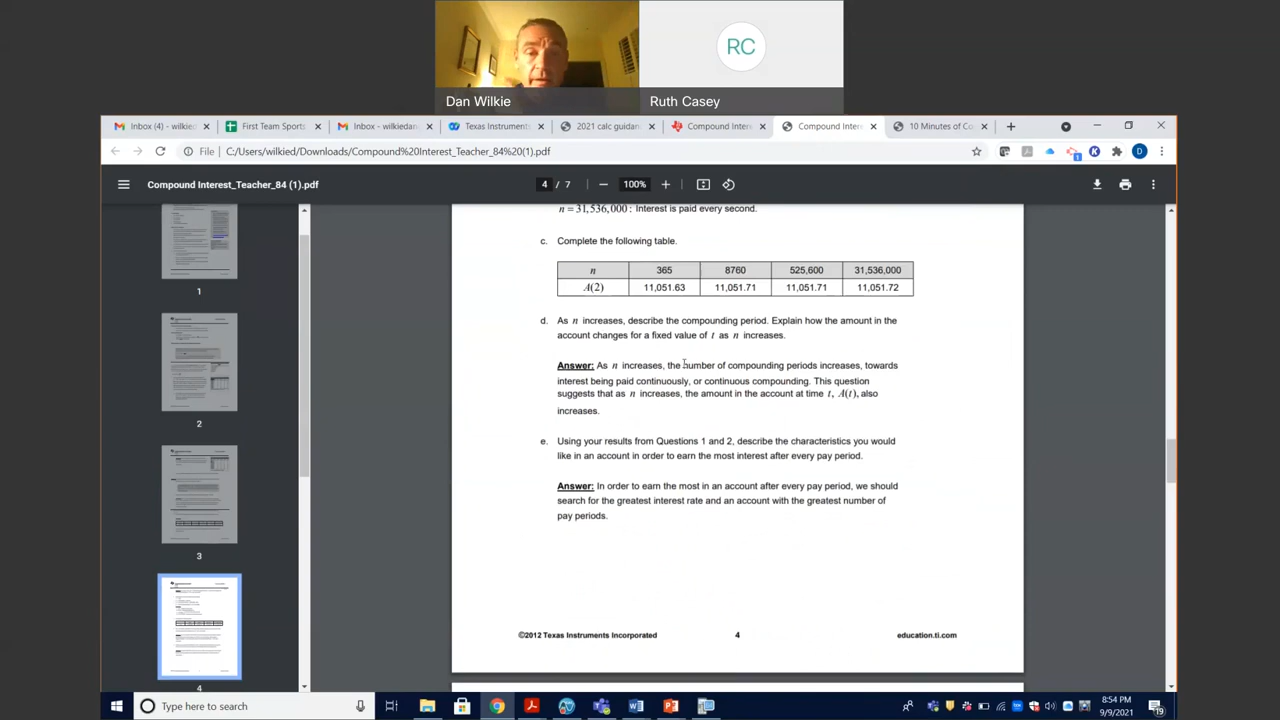 RC
Dan Wilkie
Ruth Casey
Inbox (4) - wilkied
First Team Sports
Inbox - wilkiedan
Texas Instruments
2021 calc guidan
Compound Inter
Compound Inter
10 Minutes of Co
File
C:/Users/wilkied/Downloads/Compound%20Interest_Teacher_84%20(1).pdf
D
Compound Interest_Teacher_84 (1).pdf
4 / 7
100%
1
2
3
4
n = 31,536,000 : Interest is paid every second.
c. Complete the following table.
n 365 8760 525,600 31,536,000
A(2) 11,051.63 11,051.71 11,051.71 11,051.72
d. As n increases, describe the compounding period. Explain how the amount in the
account changes for a fixed value of t as n increases.
Answer: As n increases, the number of compounding periods increases, towards
interest being paid continuously, or continuous compounding. This question
suggests that as n increases, the amount in the account at time t, A(t), also
increases.
e. Using your results from Questions 1 and 2, describe the characteristics you would
like in an account in order to earn the most interest after every pay period.
Answer: In order to earn the most in an account after every pay period, we should
search for the greatest interest rate and an account with the greatest number of
pay periods.
©2012 Texas Instruments Incorporated
4
education.ti.com
Type here to search
8:54 PM
9/9/2021
19